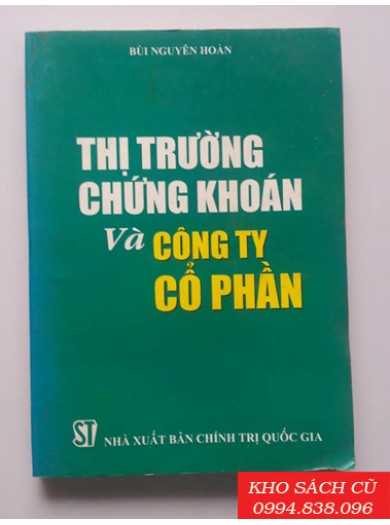 BÙI NGUYÊN HOÀN
THỊ TRƯỜNG
CHỨNG KHOÁN
Và CÔNG TY
CỔ PHẦN
ST NHÀ XUẤT BẢN CHÍNH TRỊ QUỐC GIA
KHO SÁCH CŨ
0994.838.096